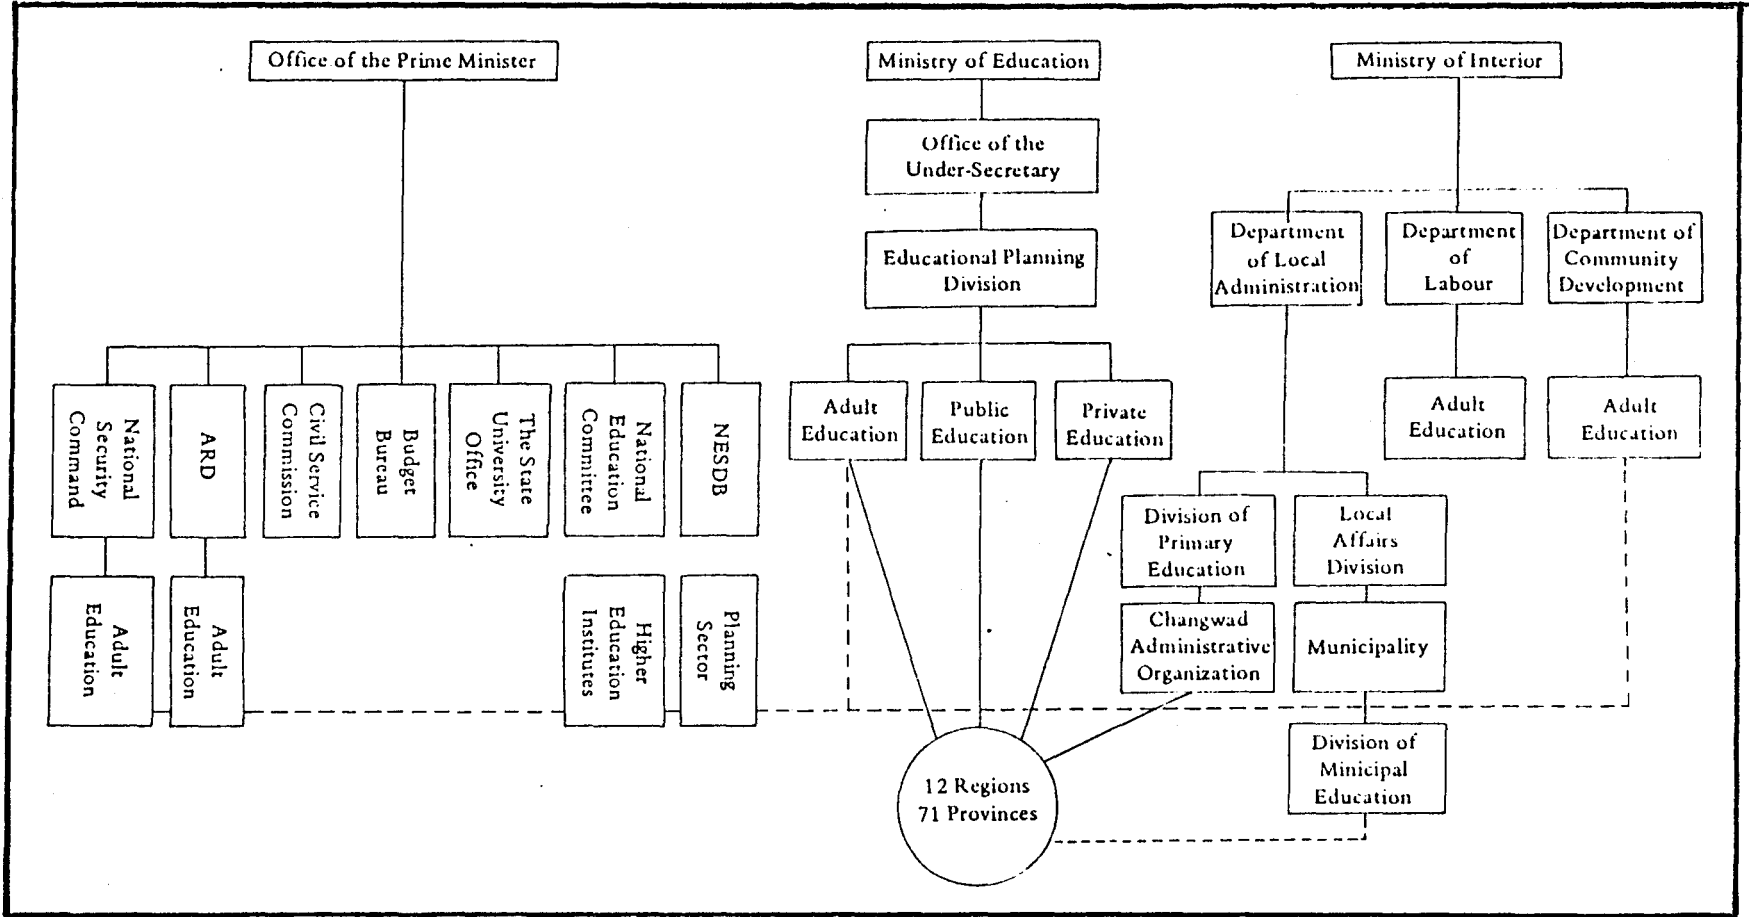 Office of the Prime Minister
Ministry of Education
Ministry of Interior
Office of the
Under-Secretary
Educational Planning
Division
Department
of Local
Administration
Department
of
Labour
Department of
Community
Development
National
Security
Command
ARD
Civil Service
Commission
Budget
Bureau
The State
University
Office
National
Education
Committee
NESDB
Adult
Education
Public
Education
Private
Education
Adult
Education
Adult
Education
Division of
Primary
Education
Local
Affairs
Division
Adult
Education
Adult
Education
Higher
Education
Institutes
Planning
Sector
Changwad
Administrative
Organization
Municipality
Division of
Minicipal
Education
12 Regions
71 Provinces